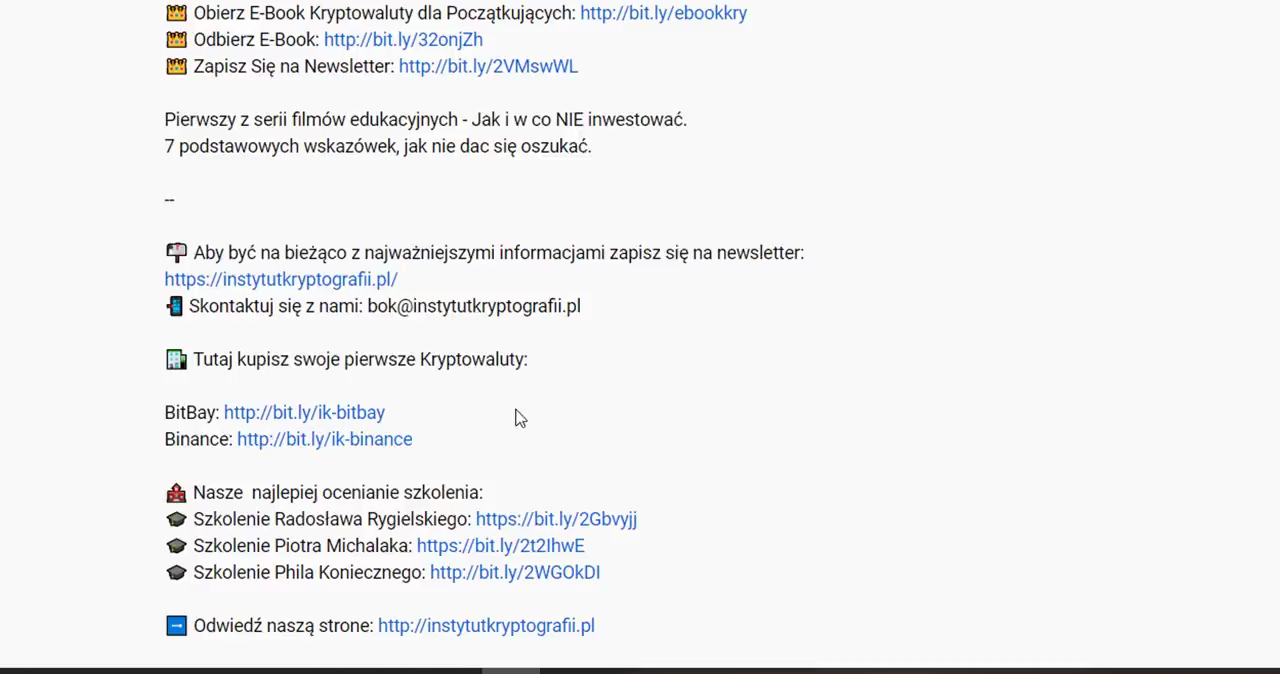 Obierz E-Book Kryptowaluty dla Początkujących: http://bit.ly/ebookkry
Odbierz E-Book: http://bit.ly/32onjZh
Zapisz Się na Newsletter: http://bit.ly/2VMswWL
Pierwszy z serii filmów edukacyjnych - Jak i w co NIE inwestować.
7 podstawowych wskazówek, jak nie dac się oszukać.
--
Aby być na bieżąco z najważniejszymi informacjami zapisz się na newsletter:
https://instytutkryptografii.pl/
Skontaktuj się z nami: bok@instytutkryptografii.pl
Tutaj kupisz swoje pierwsze Kryptowaluty:
BitBay: http://bit.ly/ik-bitbay
Binance: http://bit.ly/ik-binance
Nasze  najlepiej ocenianie szkolenia:
Szkolenie Radosława Rygielskiego: https://bit.ly/2Gbvyjj
Szkolenie Piotra Michalaka: https://bit.ly/2t2IhwE
Szkolenie Phila Koniecznego: http://bit.ly/2WGOkDI
Odwiedź naszą strone: http://instytutkryptografii.pl